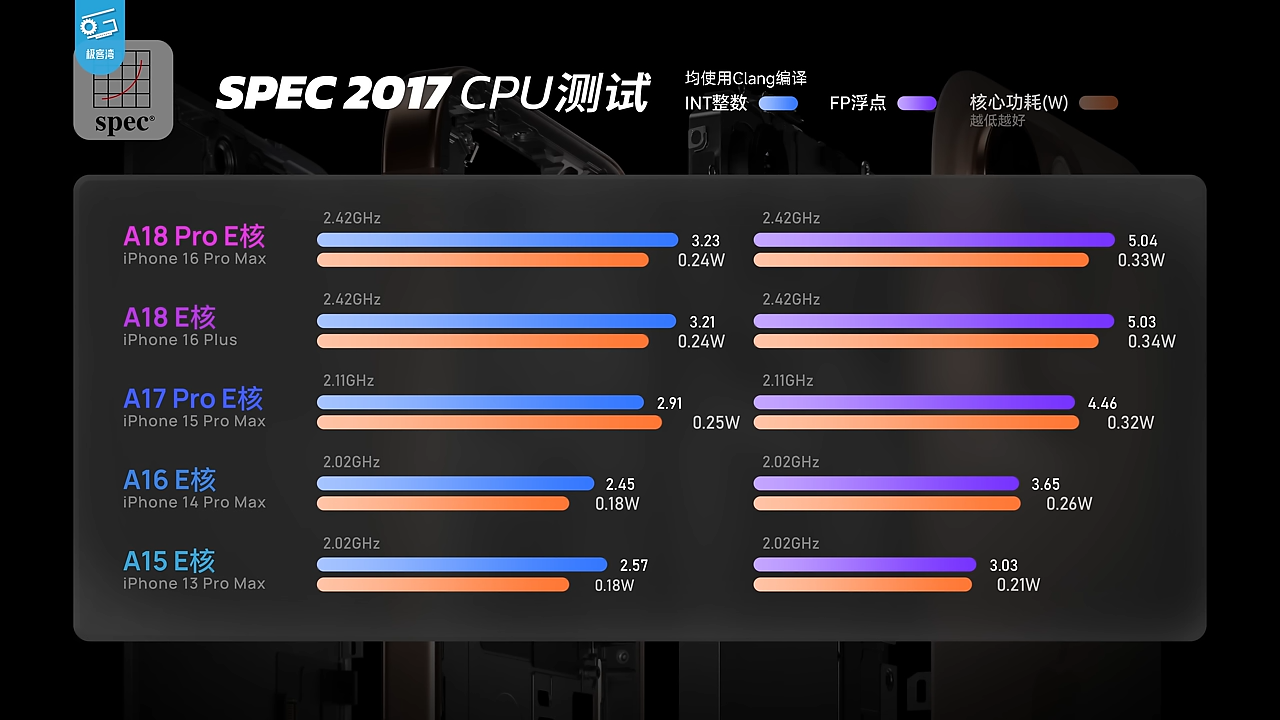 极客湾
spec®
SPEC 2017 CPU测试
均使用Clang编译
INT整数
FP浮点
核心功耗(W)
越低越好
A18 Pro E核
iPhone 16 Pro Max
2.42GHz
3.23
0.24W
2.42GHz
5.04
0.33W
A18 E核
iPhone 16 Plus
2.42GHz
3.21
0.24W
2.42GHz
5.03
0.34W
A17 Pro E核
iPhone 15 Pro Max
2.11GHz
2.91
0.25W
2.11GHz
4.46
0.32W
A16 E核
iPhone 14 Pro Max
2.02GHz
2.45
0.18W
2.02GHz
3.65
0.26W
A15 E核
iPhone 13 Pro Max
2.02GHz
2.57
0.18W
2.02GHz
3.03
0.21W